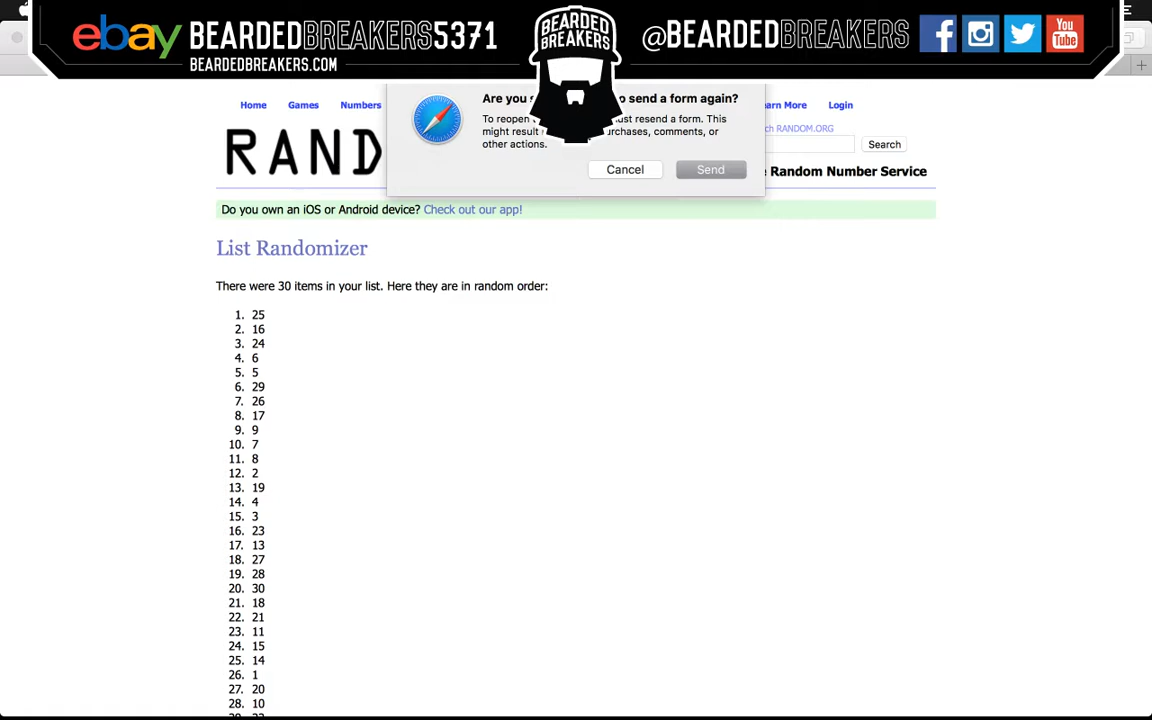 ebay BEARDEDBREAKERS5371
BEARDEDBREAKERS.COM
BEARDED
BREAKERS
@BEARDEDBREAKERS
You
Tube
Are you s o send a form again?
To reopen ust resend a form. This
might result rchases, comments, or
other actions.
Cancel
Send
Home
Games
Numbers
arn More
Login
ch RANDOM.ORG
RAND
Search
e Random Number Service
Do you own an iOS or Android device? Check out our app!
List Randomizer
There were 30 items in your list. Here they are in random order:
1. 25
2. 16
3. 24
4. 6
5. 5
6. 29
7. 26
8. 17
9. 9
10. 7
11. 8
12. 2
13. 19
14. 4
15. 3
16. 23
17. 13
18. 27
19. 28
20. 30
21. 18
22. 21
23. 11
24. 15
25. 14
26. 1
27. 20
28. 10